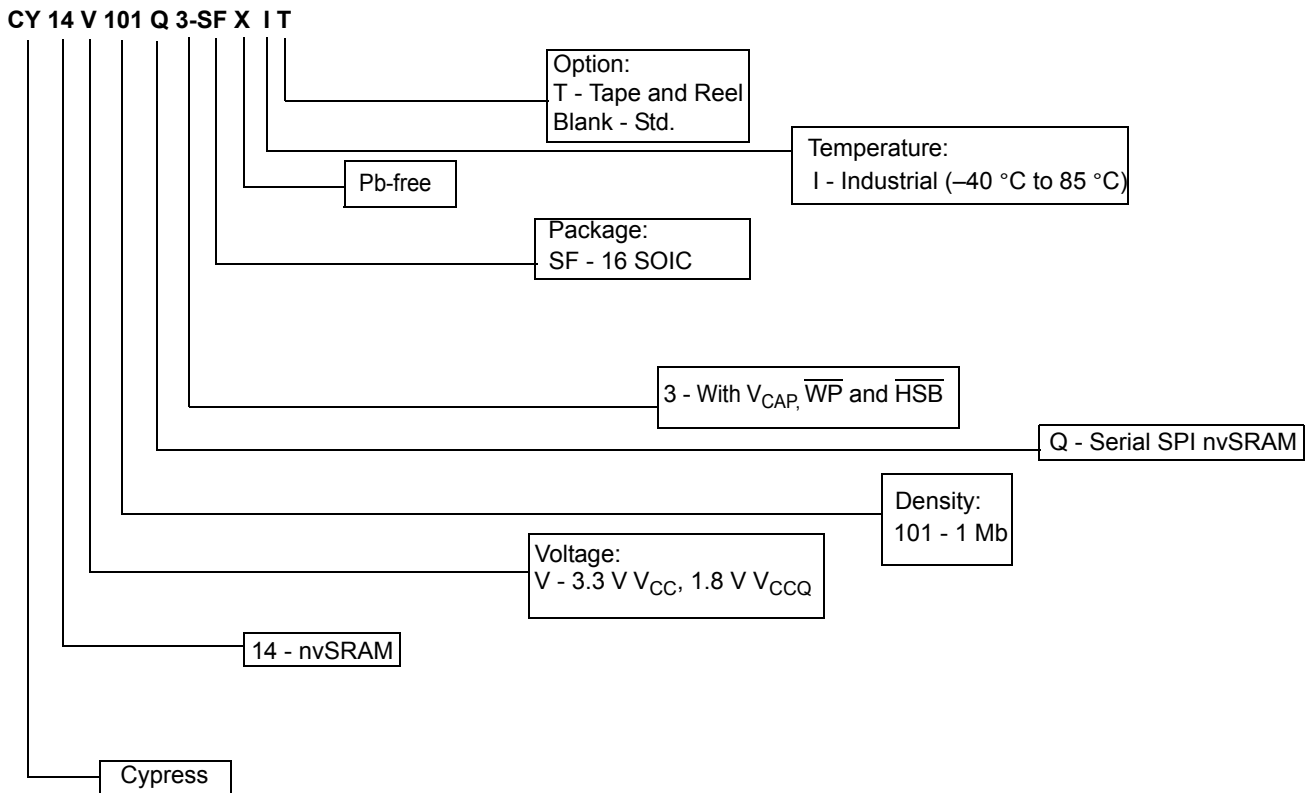 CY 14 V 101 Q 3-SF X I T
Option:
T - Tape and Reel
Blank - Std.
Temperature:
I - Industrial (–40 °C to 85 °C)
Pb-free
Package:
SF - 16 SOIC
3 - With VCAP, WP and HSB
Q - Serial SPI nvSRAM
Density:
101 - 1 Mb
Voltage:
V - 3.3 V VCC, 1.8 V VCCQ
14 - nvSRAM
Cypress